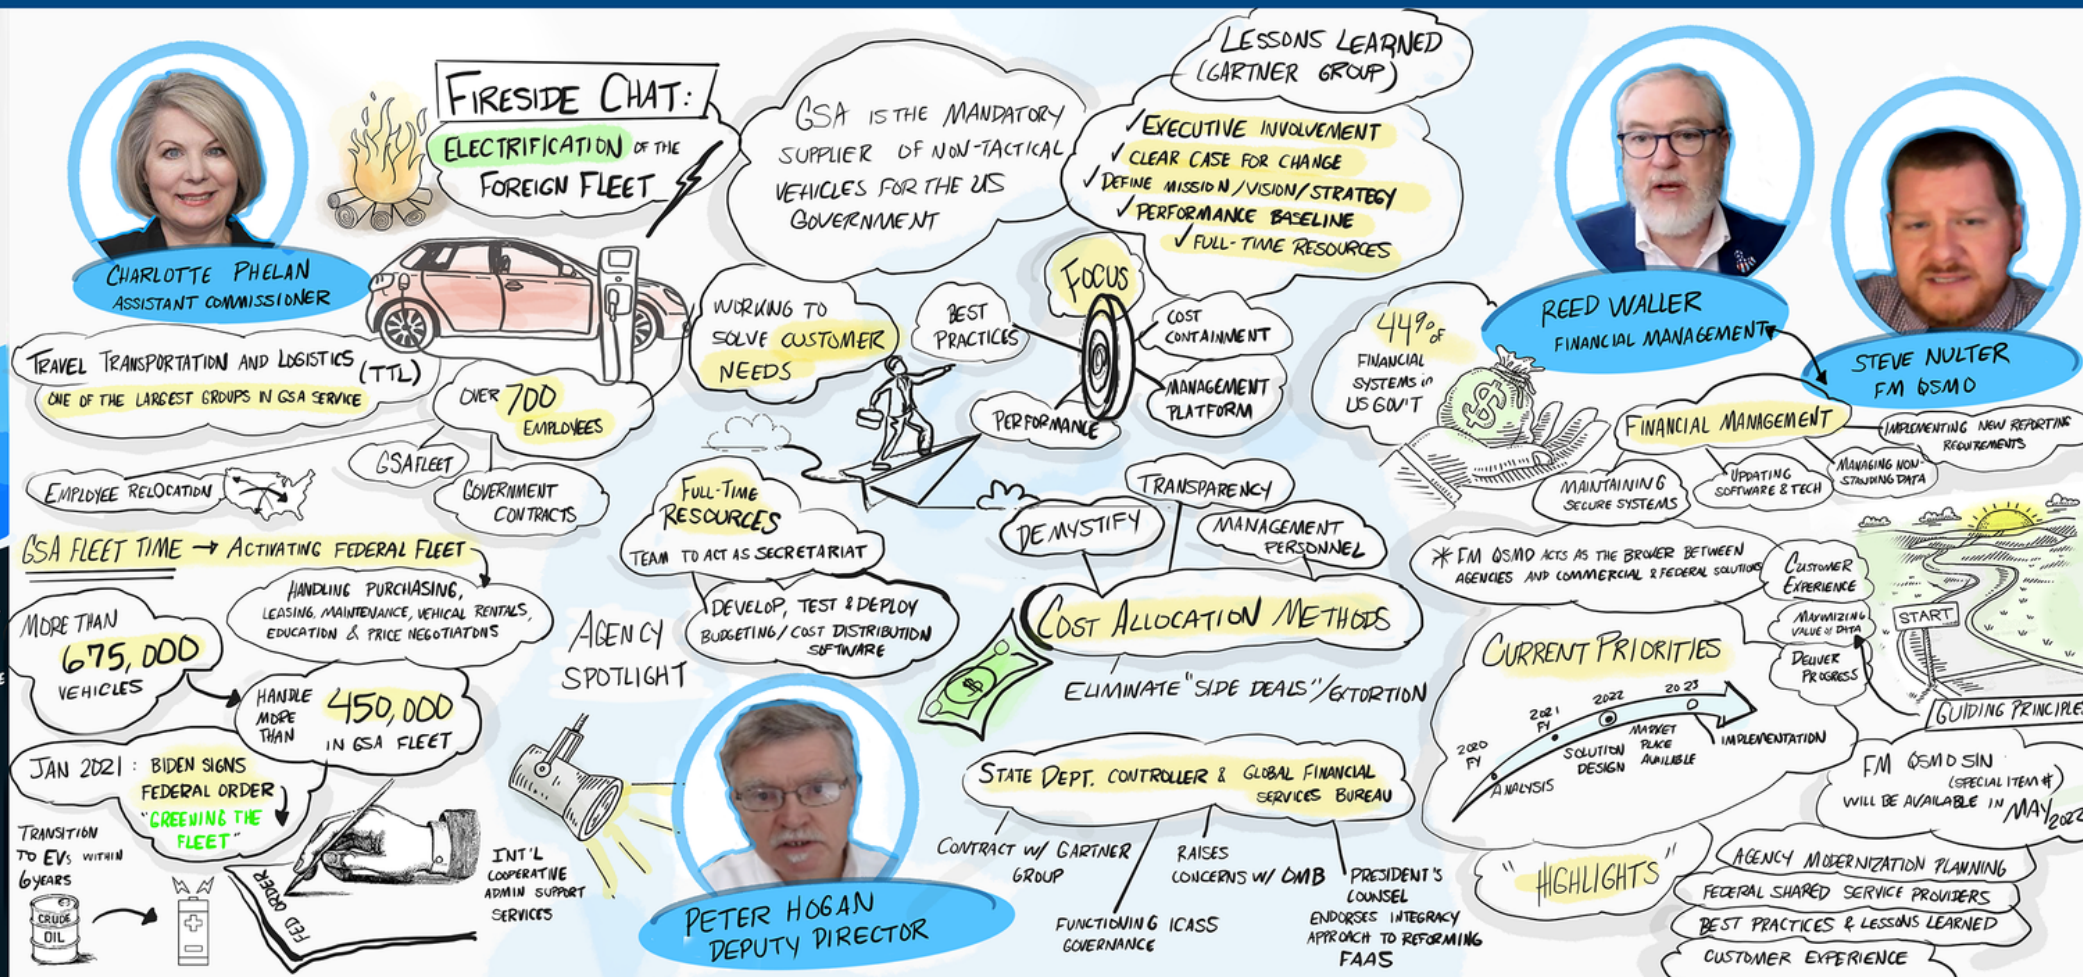 FIRESIDE CHAT:
ELECTRIFICATION OF THE
FOREIGN FLEET
CHARLOTTE PHELAN
ASSISTANT COMMISSIONER
TRAVEL TRANSPORTATION AND LOGISTICS (TTL)
ONE OF THE LARGEST GROUPS IN GSA SERVICE
OVER 700
EMPLOYEES
GSA FLEET
GOVERNMENT
CONTRACTS
EMPLOYEE RELOCATION
GSA FLEET TIME → ACTIVATING FEDERAL FLEET
HANDLING PURCHASING,
LEASING, MAINTENANCE, VEHICAL RENTALS,
EDUCATION & PRICE NEGOTIATONS
MORE THAN
675,000
VEHICLES
HANDLE
MORE
THAN
450,000
IN GSA FLEET
JAN 2021: BIDEN SIGNS
FEDERAL ORDER
"GREENING THE
FLEET"
TRANSITION
TO EVs WITHIN
6 YEARS
CRUDE
OIL
FED ORDER
GSA IS THE MANDATORY
SUPPLIER OF NON-TACTICAL
VEHICLES FOR THE US
GOVERNMENT
LESSONS LEARNED
(GARTNER GROUP)
✓ EXECUTIVE INVOLVEMENT
✓ CLEAR CASE FOR CHANGE
✓ DEFINE MISSION/VISION/STRATEGY
✓ PERFORMANCE BASELINE
✓ FULL-TIME RESOURCES
WORKING TO
SOLVE CUSTOMER
NEEDS
FOCUS
BEST
PRACTICES
COST
CONTAINMENT
MANAGEMENT
PLATFORM
PERFORMANCE
FULL-TIME
RESOURCES
TEAM TO ACT AS SECRETARIAT
DEVELOP, TEST & DEPLOY
BUDGETING/COST DISTRIBUTION
SOFTWARE
AGENCY
SPOTLIGHT
INT'L
COOPERATIVE
ADMIN SUPPORT
SERVICES
PETER HOGAN
DEPUTY DIRECTOR
TRANSPARENCY
DEMYSTIFY
MANAGEMENT
PERSONNEL
COST ALLOCATION METHODS
$
ELIMINATE "SIDE DEALS"/EXTORTION
STATE DEPT. CONTROLLER & GLOBAL FINANCIAL
SERVICES BUREAU
CONTRACT W/ GARTNER
GROUP
FUNCTIONING ICASS
GOVERNANCE
RAISES
CONCERNS W/ OMB
PRESIDENT'S
COUNSEL
ENDORSES INTEGRACY
APPROACH TO REFORMING
FAAS
REED WALLER
FINANCIAL MANAGEMENT
STEVE NULTER
FM QSMO
44% OF
FINANCIAL
SYSTEMS in
US GOV'T
$
FINANCIAL MANAGEMENT
IMPLEMENTING NEW REPORTING
REQUIREMENTS
MANAGING NON-
STANDING DATA
UPDATING
SOFTWARE & TECH
MAINTAINING
SECURE SYSTEMS
* FM QSMO ACTS AS THE BROKER BETWEEN
AGENCIES AND COMMERCIAL & FEDERAL SOLUTIONS
CUSTOMER
EXPERIENCE
MAXIMIZING
VALUE of DATA
DELIVER
PROGRESS
START
GUIDING PRINCIPLES
CURRENT PRIORITIES
2020
FY
ANALYSIS
2021
FY
SOLUTION
DESIGN
2022
MARKET
PLACE
AVAILABLE
2023
IMPLEMENTATION
FM QSMO SIN
(SPECIAL ITEM #)
WILL BE AVAILABLE IN MAY 2022
"HIGHLIGHTS"
AGENCY MODERNIZATION PLANNING
FEDERAL SHARED SERVICE PROVIDERS
BEST PRACTICES & LESSONS LEARNED
CUSTOMER EXPERIENCE